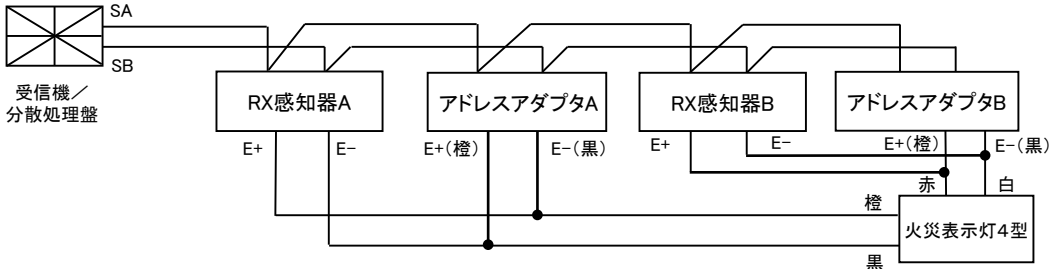 SA
SB
受信機／
分散処理盤
RX感知器A
アドレスアダプタA
RX感知器B
アドレスアダプタB
E+
E-
E+(橙)
E-(黒)
E+
E-
E+(橙)
E-(黒)
赤
白
橙
火災表示灯4型
黒